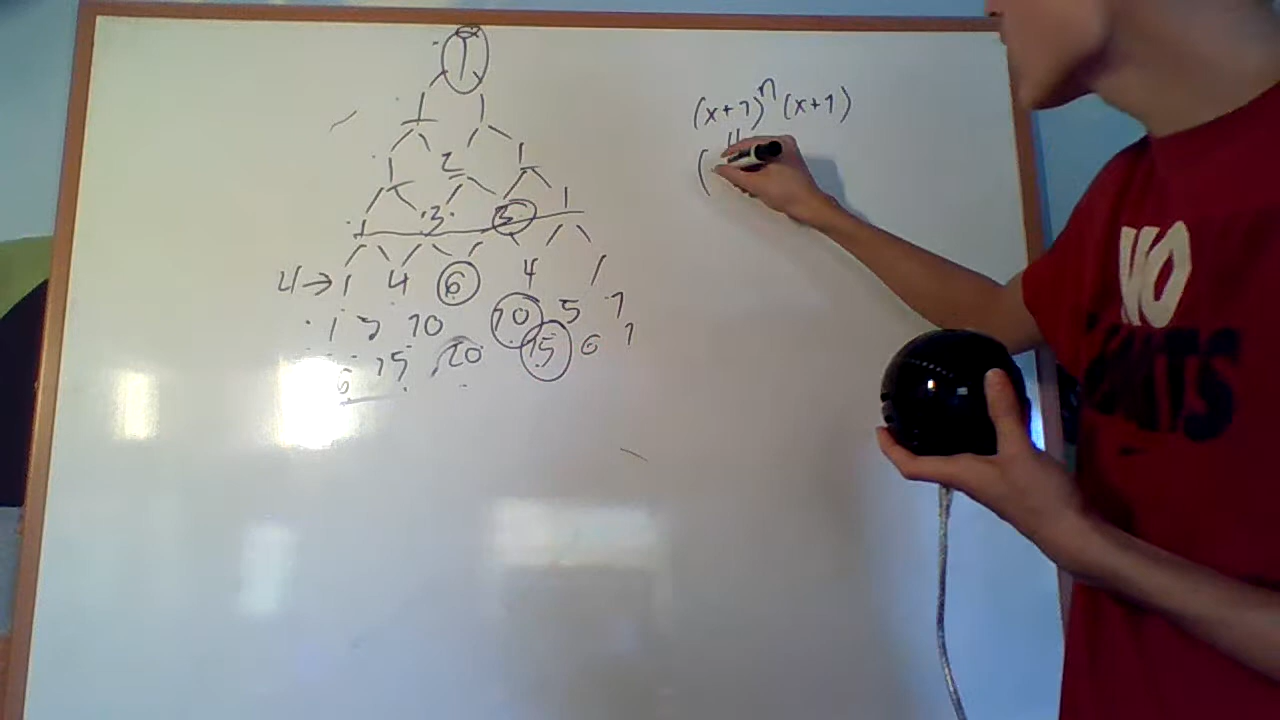 1
1 1
1 2 1
1 3 3 1
4 → 1 4 6 4 1
1 5 10 10 5 1
6 15 20 15 6 1
(x+1)^n (x+1)
(
NO